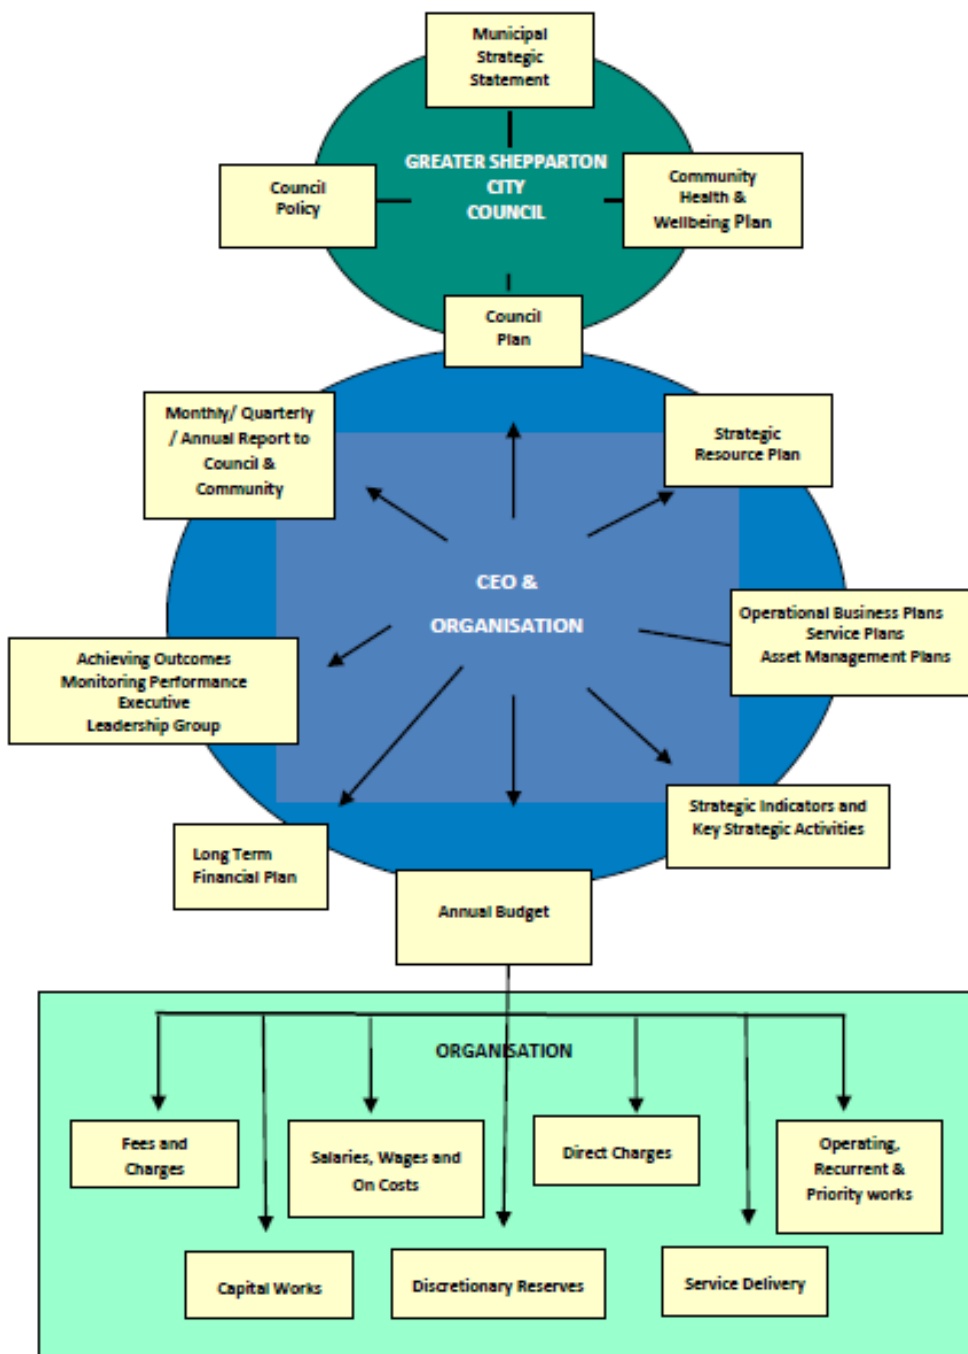 Municipal
Strategic
Statement
GREATER SHEPPARTON
CITY
COUNCIL
Council
Policy
Community
Health &
Wellbeing Plan
Council
Plan
Monthly/ Quarterly
/ Annual Report to
Council &
Community
Strategic
Resource Plan
CEO &
ORGANISATION
Operational Business Plans
Service Plans
Asset Management Plans
Achieving Outcomes
Monitoring Performance
Executive
Leadership Group
Strategic Indicators and
Key Strategic Activities
Long Term
Financial Plan
Annual Budget
ORGANISATION
Fees and
Charges
Salaries, Wages and
On Costs
Direct Charges
Operating,
Recurrent &
Priority works
Capital Works
Discretionary Reserves
Service Delivery